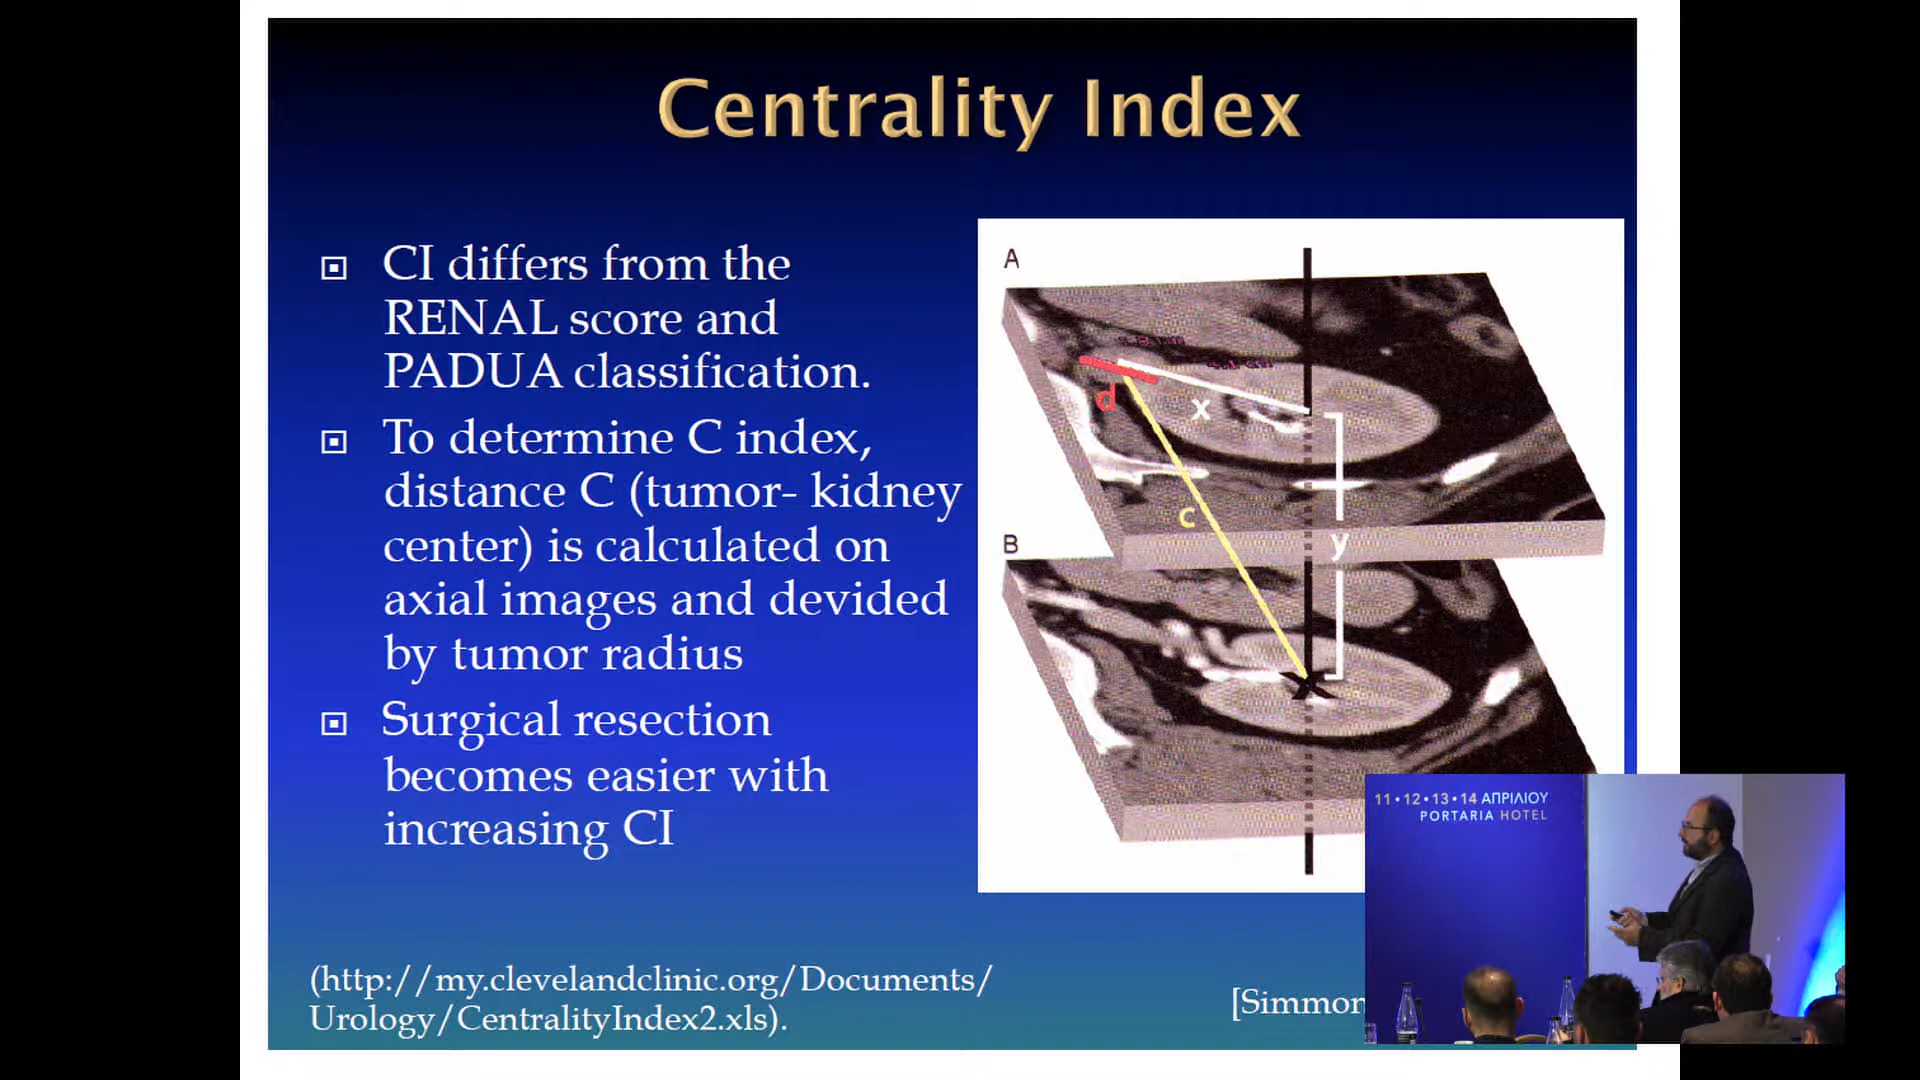 Centrality Index
CI differs from the
RENAL score and
PADUA classification.
To determine C index,
distance C (tumor- kidney
center) is calculated on
axial images and devided
by tumor radius
Surgical resection
becomes easier with
increasing CI
(http://my.clevelandclinic.org/Documents/
Urology/CentralityIndex2.xls).
A
d
x
c
B
y
[Simmon
11•12•13•14 ΑΠΡΙΛΙΟΥ
PORTARIA HOTEL